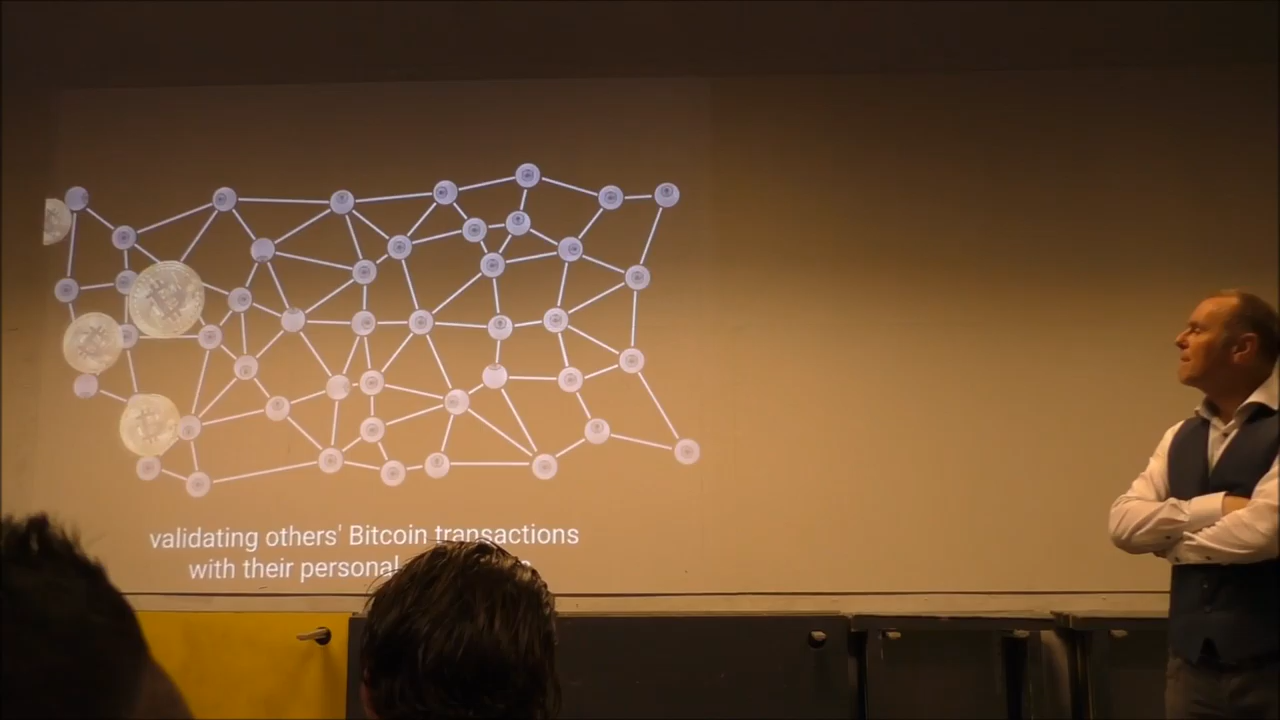 validating others' Bitcoin transactions
with their personal